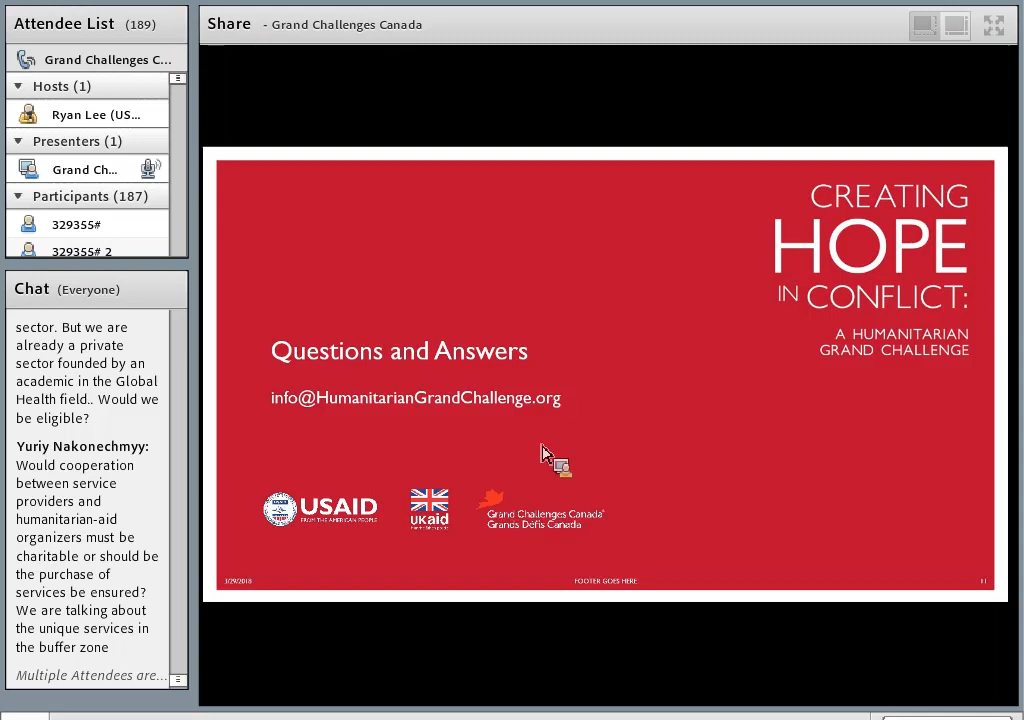 Attendee List (189)
Grand Challenges C...
Hosts (1)
Ryan Lee (US...
Presenters (1)
Grand Ch...
Participants (187)
329355#
329355# 2
Chat (Everyone)
sector. But we are
already a private
sector founded by an
academic in the Global
Health field.. Would we
be eligible?
Yuriy Nakonechmyy:
Would cooperation
between service
providers and
humanitarian-aid
organizers must be
charitable or should be
the purchase of
services be ensured?
We are talking about
the unique services in
the buffer zone
Multiple Attendees are...
Share - Grand Challenges Canada
CREATING
HOPE
IN CONFLICT:
A HUMANITARIAN
GRAND CHALLENGE
Questions and Answers
info@HumanitarianGrandChallenge.org
USAID
FROM THE AMERICAN PEOPLE
UKaid
Grand Challenges Canada®
Grands Défis Canada
3/29/2018
FOOTER GOES HERE
11